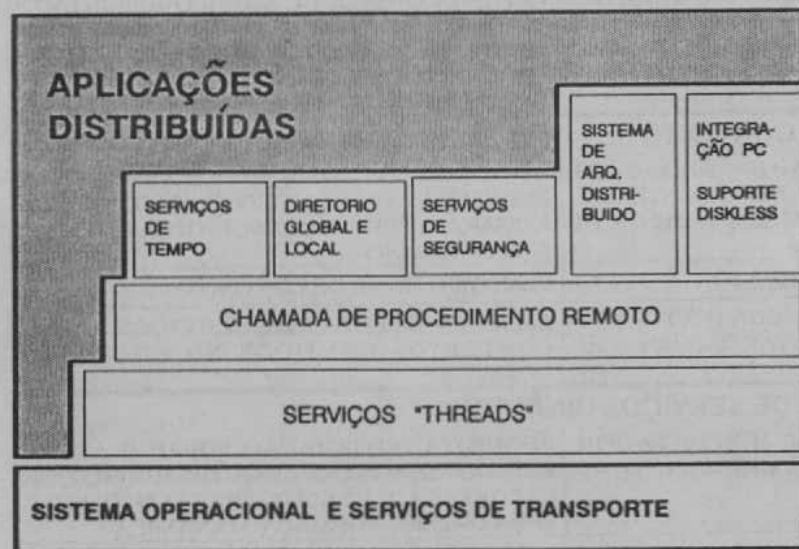 APLICAÇÕES
DISTRIBUÍDAS
SERVIÇOS
DE
TEMPO
DIRETORIO
GLOBAL E
LOCAL
SERVIÇOS
DE
SEGURANÇA
SISTEMA
DE
ARQ.
DISTRI-
BUIDO
INTEGRA-
ÇÃO PC
SUPORTE
DISKLESS
CHAMADA DE PROCEDIMENTO REMOTO
SERVIÇOS "THREADS"
SISTEMA OPERACIONAL E SERVIÇOS DE TRANSPORTE